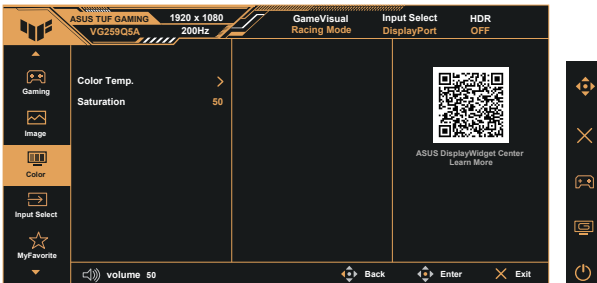 ASUS TUF GAMING 1920 x 1080
VG259Q5A 200Hz
GameVisual
Racing Mode
Input Select
DisplayPort
HDR
OFF
Gaming
Image
Color
Input Select
MyFavorite
Color Temp.
Saturation 50
ASUS DisplayWidget Center
Learn More
volume 50
Back
Enter
Exit